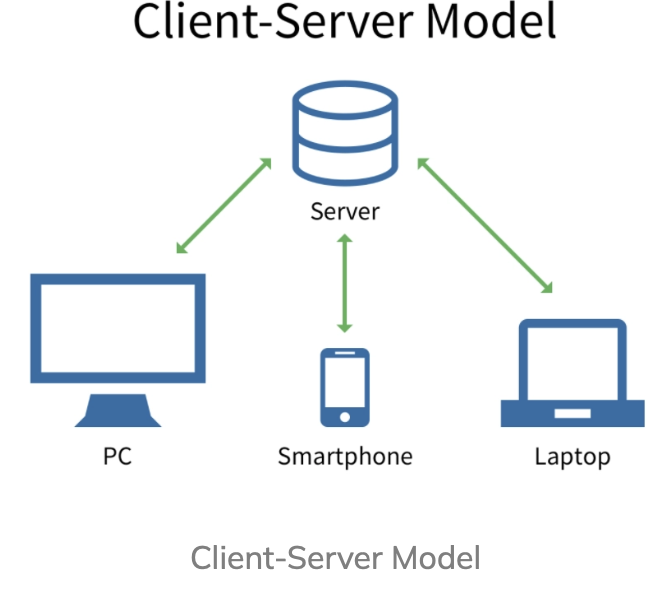 Client-Server Model
Server
PC
Smartphone
Laptop
Client-Server Model